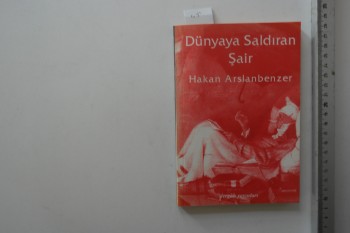 Dünyaya Saldıran
Şair
Hakan Arslanbenzer